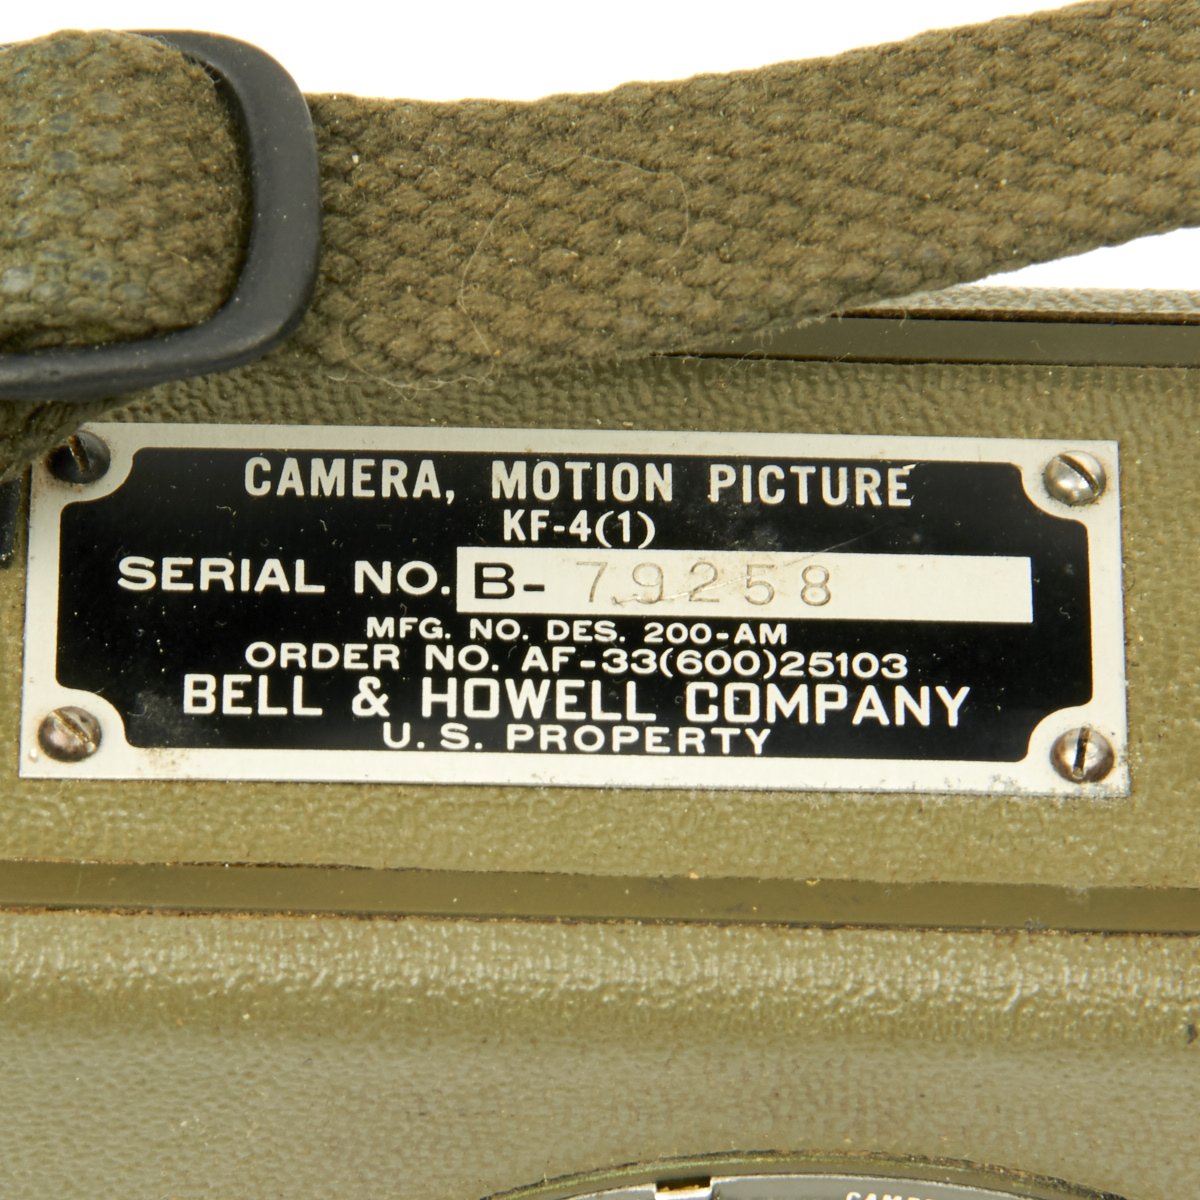 CAMERA, MOTION PICTURE
KF-4(1)
SERIAL NO. B- 79258
MFG. NO. DES. 200-AM
ORDER NO. AF-33(600)25103
BELL & HOWELL COMPANY
U.S. PROPERTY